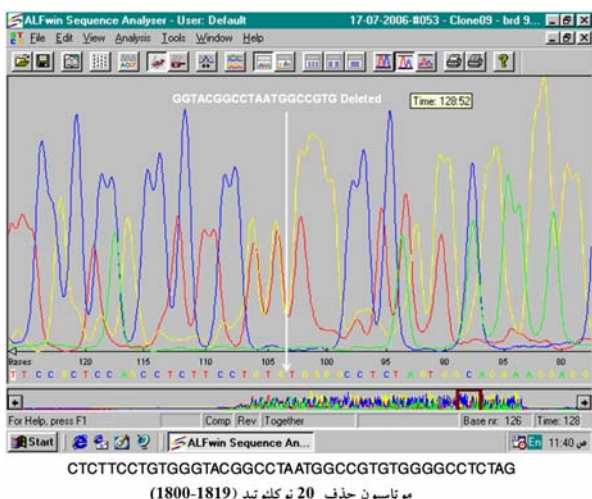 ALFwin Sequence Analyser - User: Default 17-07-2006-#053 - Clone09 - brd 9...
File Edit View Analysis Tools Window Help
GGTACGGCCTAATGGCCGTG Deleted
Time: 128:52
Bases 120 115 110 105 100 95 90 85 80
T T C C G C T C C A G C C T C T T C C T G T G T G G G G C C T C T A G T G G C A G G A A G G A G G
For Help, press F1 Comp Rev Together Base nr: 126 Time: 128
Start ALFwin Sequence An... En 11:40 ص
CTCTTCCTGTGGGTACGGCCTAATGGCCGTGTGGGGCCTCTAG
موتاسیون حذف 20 نوکلئوتید (1819-1800)